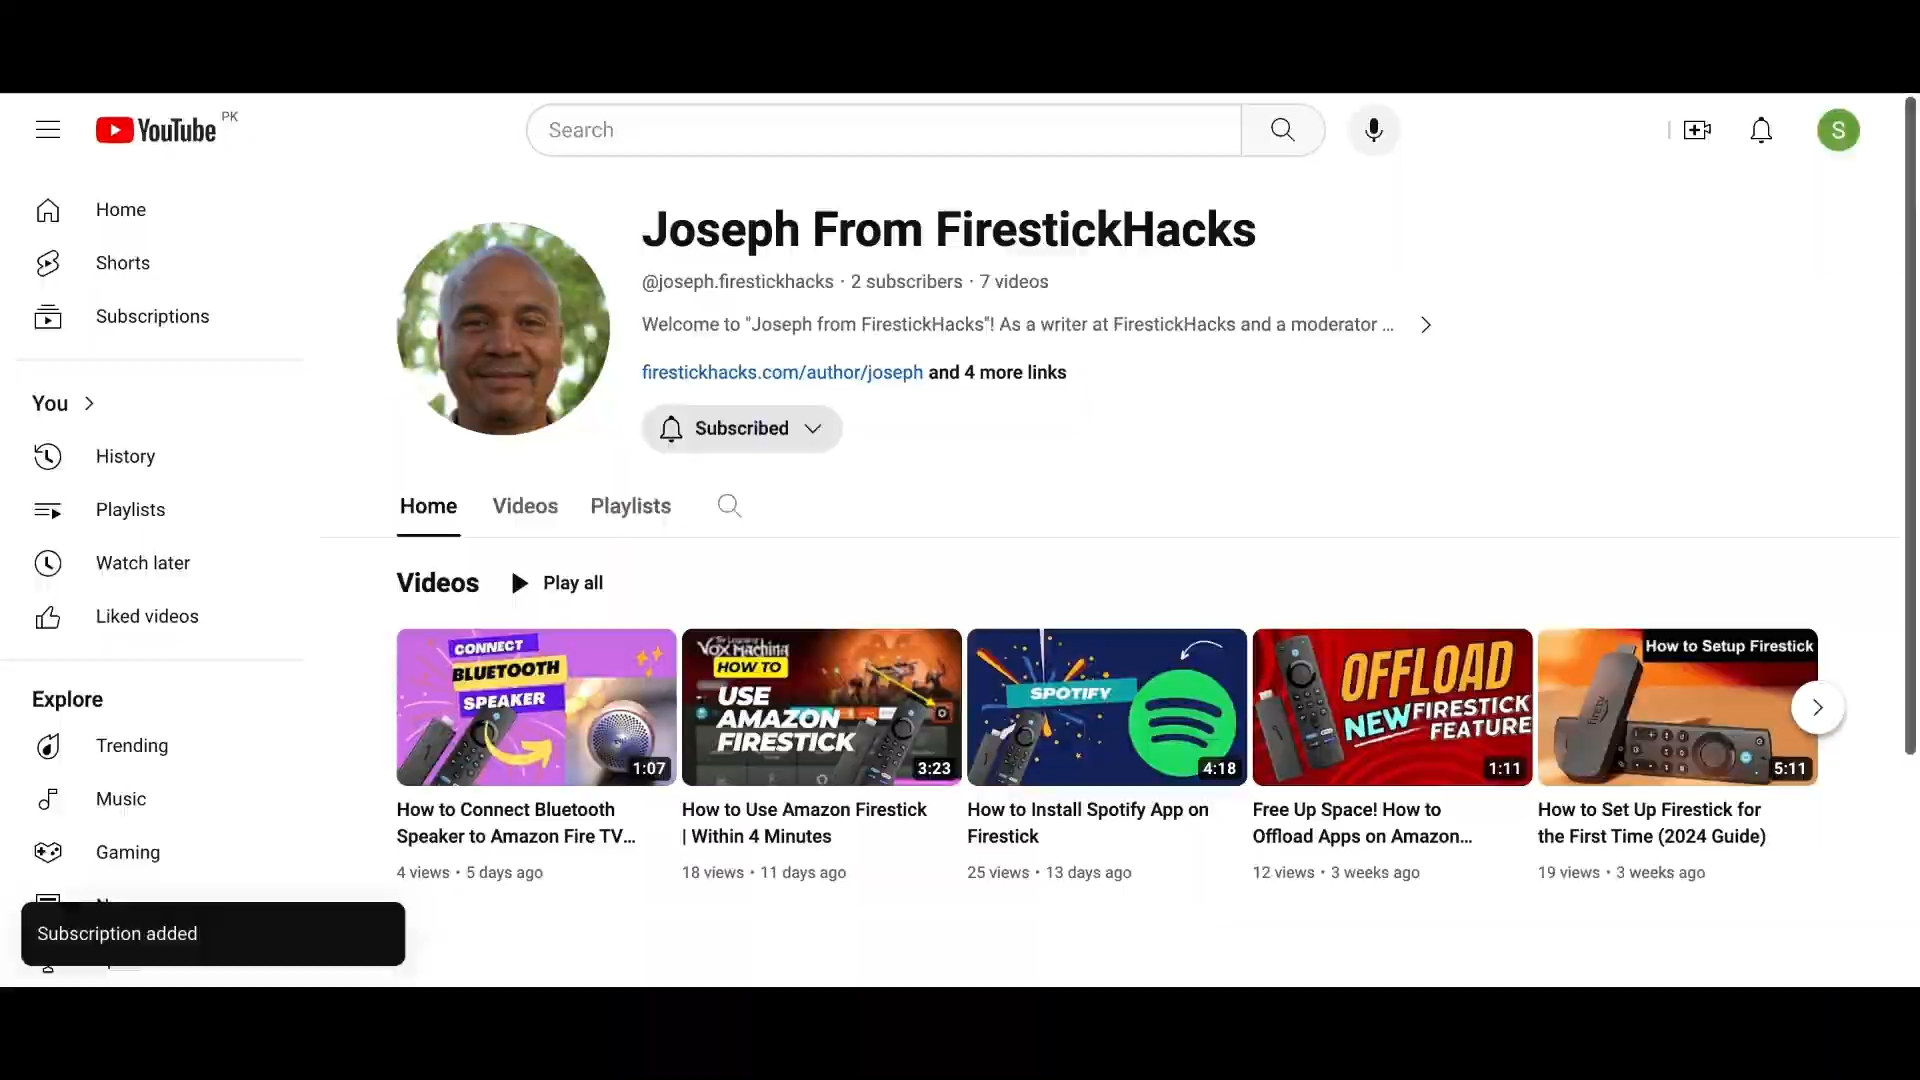 YouTube PK
Search
S
Home
Shorts
Subscriptions
You
History
Playlists
Watch later
Liked videos
Explore
Trending
Music
Gaming
Subscription added
Joseph From FirestickHacks
@joseph.firestickhacks · 2 subscribers · 7 videos
Welcome to "Joseph from FirestickHacks"! As a writer at FirestickHacks and a moderator ...
firestickhacks.com/author/joseph and 4 more links
Subscribed
Home Videos Playlists
Videos Play all
CONNECT
BLUETOOTH
SPEAKER
1:07
How to Connect Bluetooth
Speaker to Amazon Fire TV...
4 views • 5 days ago
VOX MACHINA
HOW TO
USE
AMAZON
FIRESTICK
3:23
How to Use Amazon Firestick
| Within 4 Minutes
18 views • 11 days ago
SPOTIFY
4:18
How to Install Spotify App on
Firestick
25 views • 13 days ago
OFFLOAD
NEW FIRESTICK
FEATURE
1:11
Free Up Space! How to
Offload Apps on Amazon...
12 views • 3 weeks ago
How to Setup Firestick
firetv
5:11
How to Set Up Firestick for
the First Time (2024 Guide)
19 views • 3 weeks ago